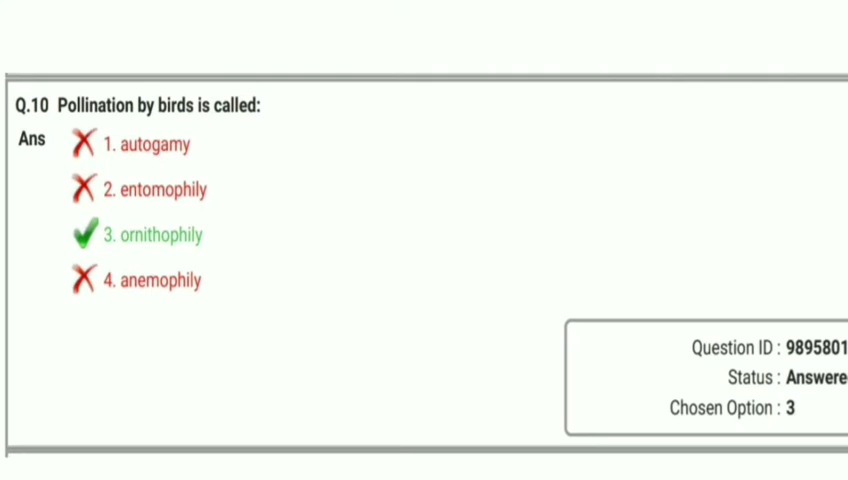 Q.10 Pollination by birds is called:
Ans 1. autogamy
2. entomophily
3. ornithophily
4. anemophily
Question ID : 9895801
Status : Answere
Chosen Option : 3